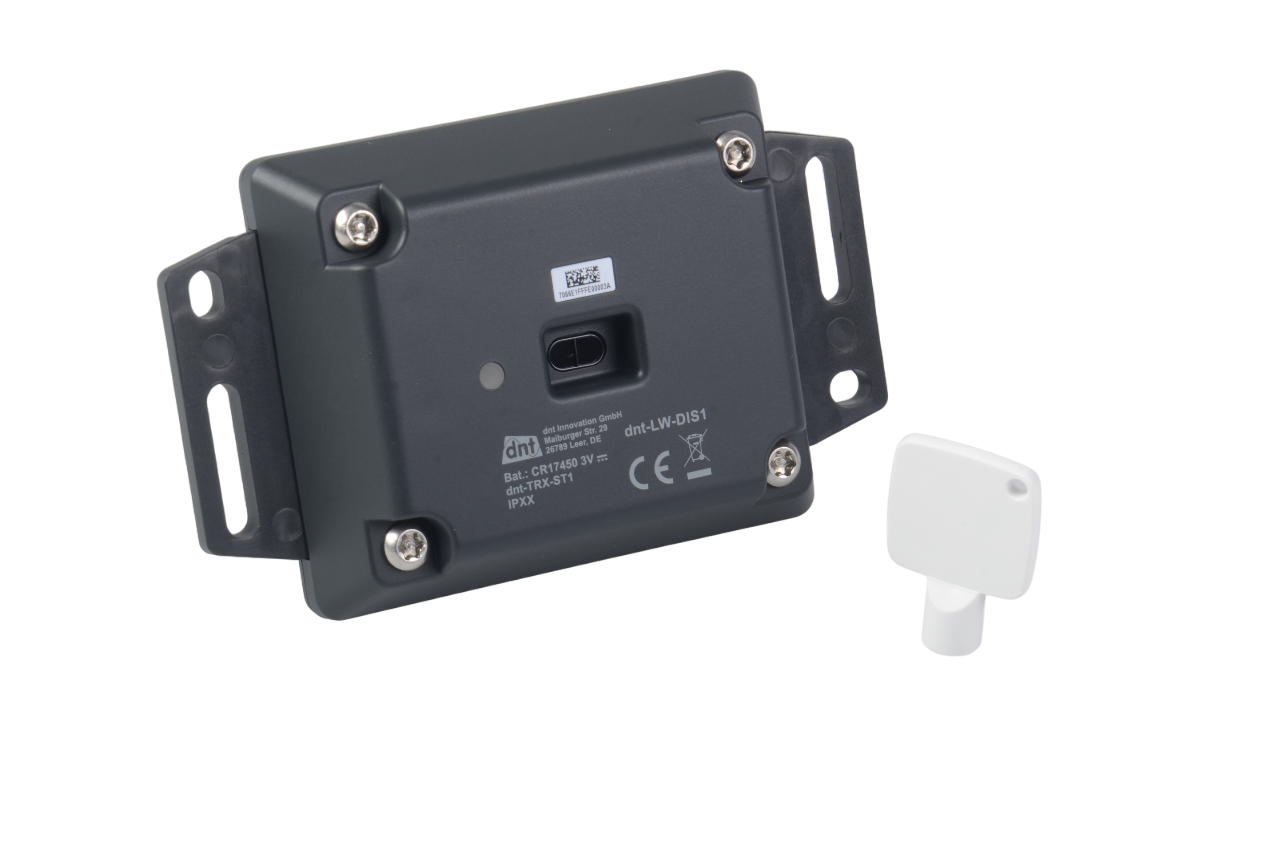 7066E1FFFE00003A
dnt
dnt Innovation GmbH
Maiburger Str. 29
26789 Leer, DE
dnt-LW-DIS1
Bat.: CR17450 3V
dnt-TRX-ST1
IPXX
CE